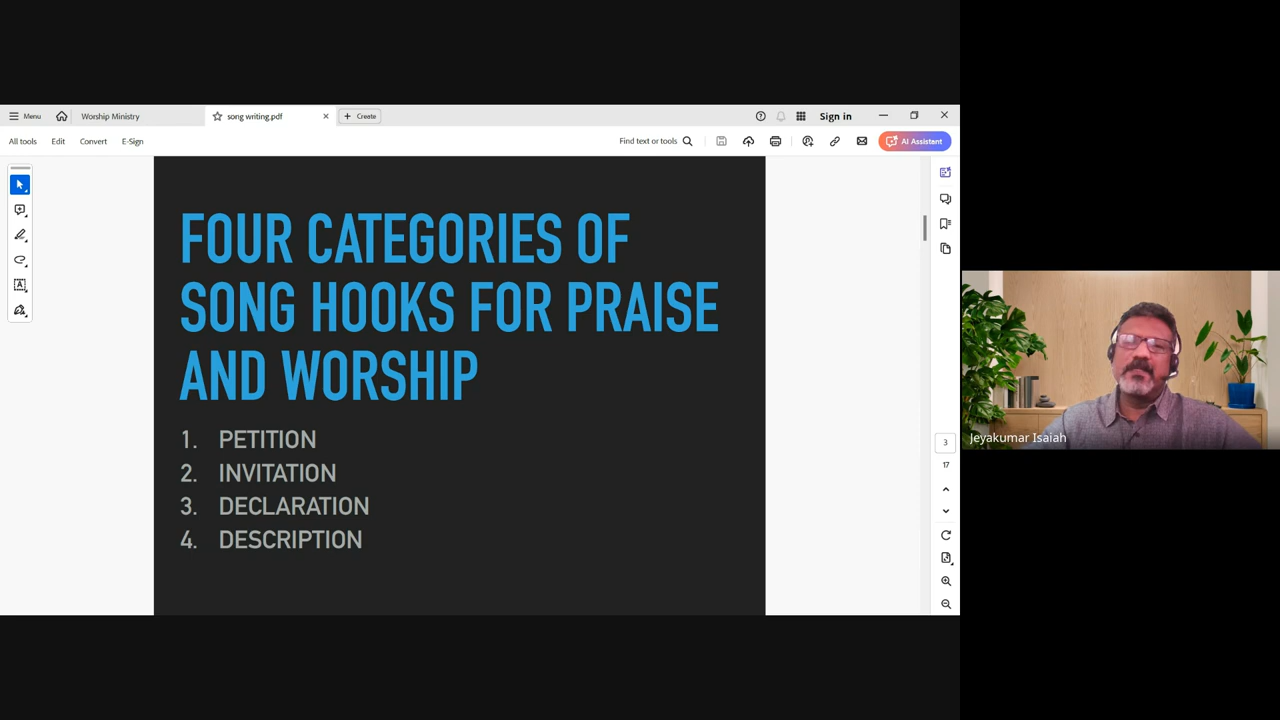 Menu
Worship Ministry
song writing.pdf
Create
Sign in
All tools
Edit
Convert
E-Sign
Find text or tools
AI Assistant
FOUR CATEGORIES OF
SONG HOOKS FOR PRAISE
AND WORSHIP
1. PETITION
2. INVITATION
3. DECLARATION
4. DESCRIPTION
3
17
Jeyakumar Isaiah